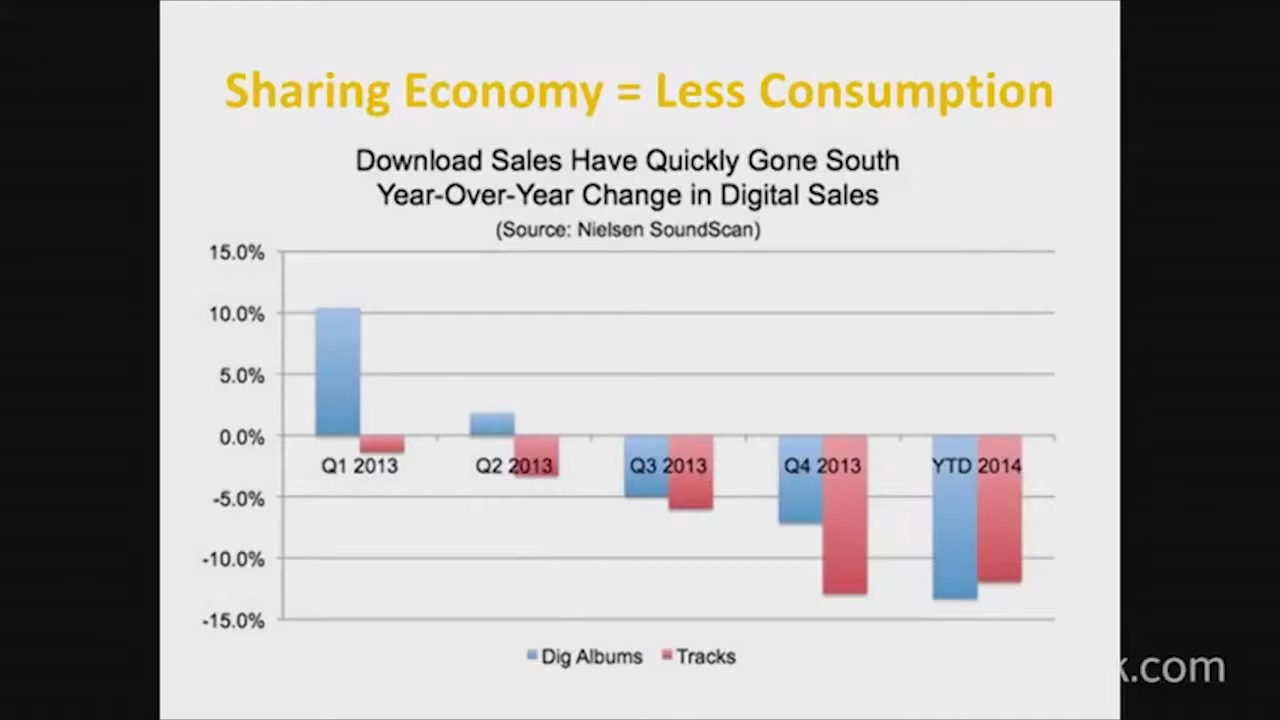 Sharing Economy = Less Consumption
Download Sales Have Quickly Gone South
Year-Over-Year Change in Digital Sales
(Source: Nielsen SoundScan)
15.0%
10.0%
5.0%
0.0%
Q1 2013 Q2 2013 Q3 2013 Q4 2013 YTD 2014
-5.0%
-10.0%
-15.0%
Dig Albums Tracks
.com